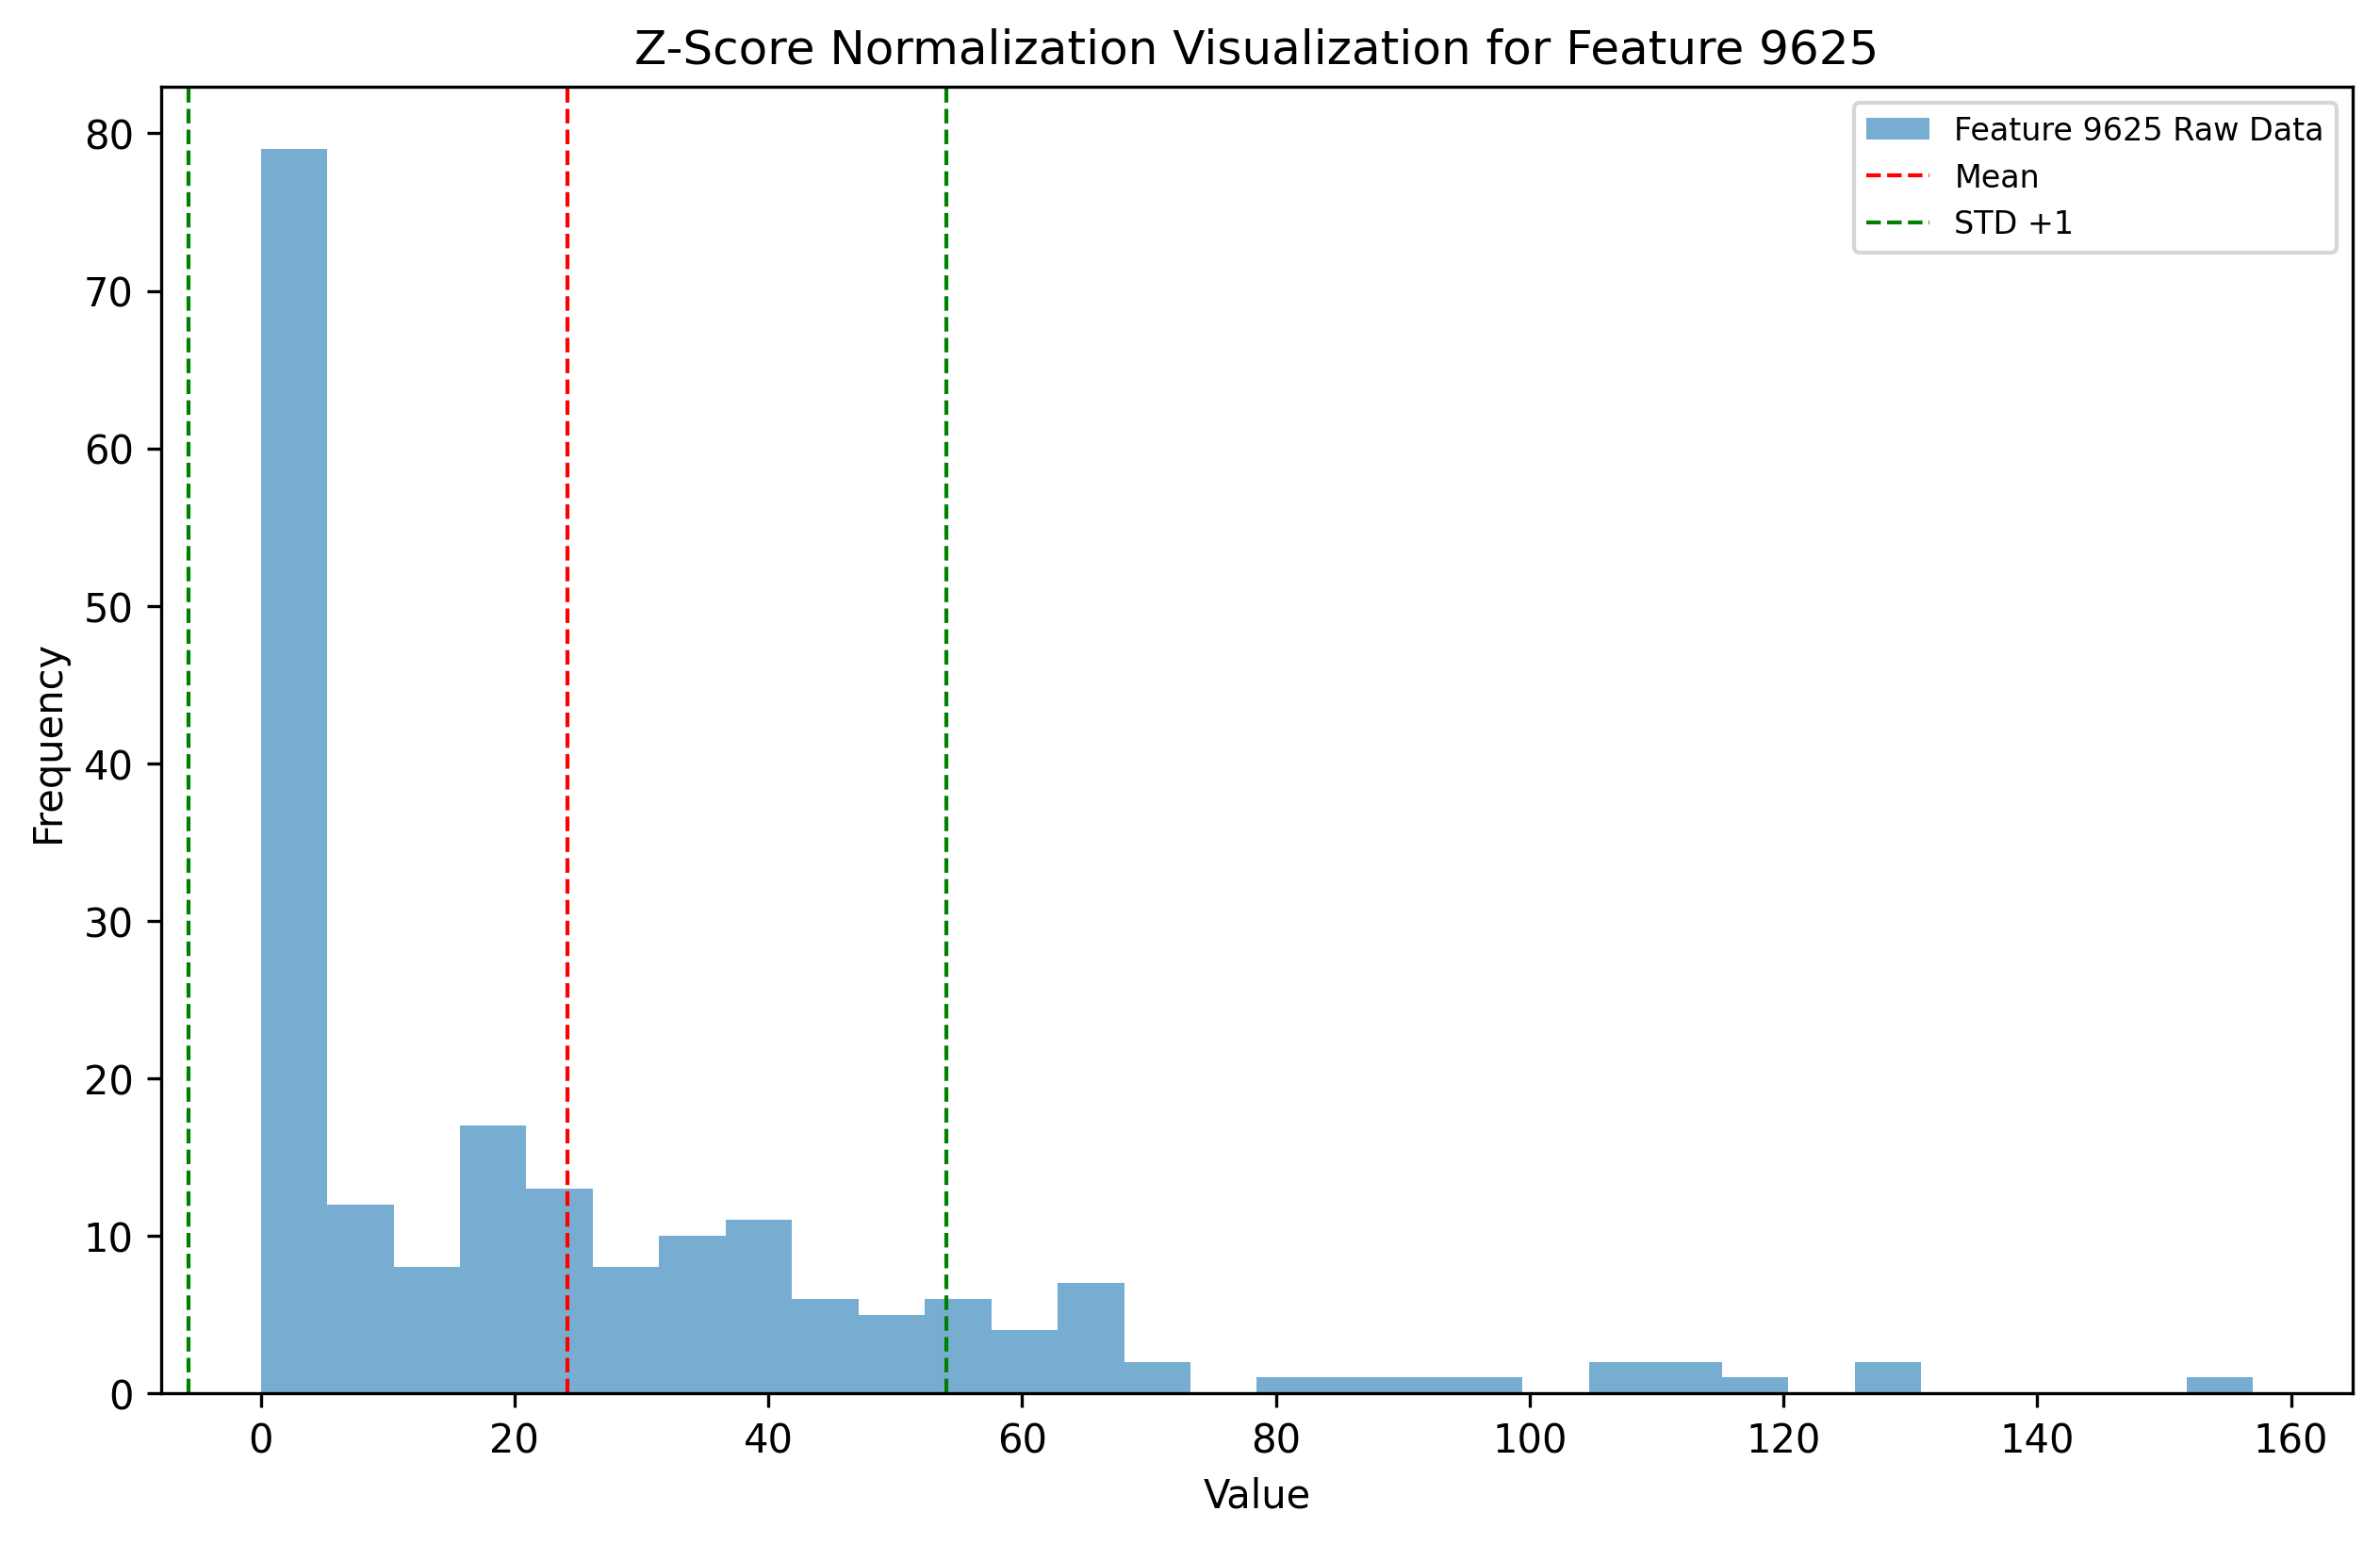 Z-Score Normalization Visualization for Feature 9625
Feature 9625 Raw Data
Mean
STD +1
Frequency
80
70
60
50
40
30
20
10
0
0 20 40 60 80 100 120 140 160
Value